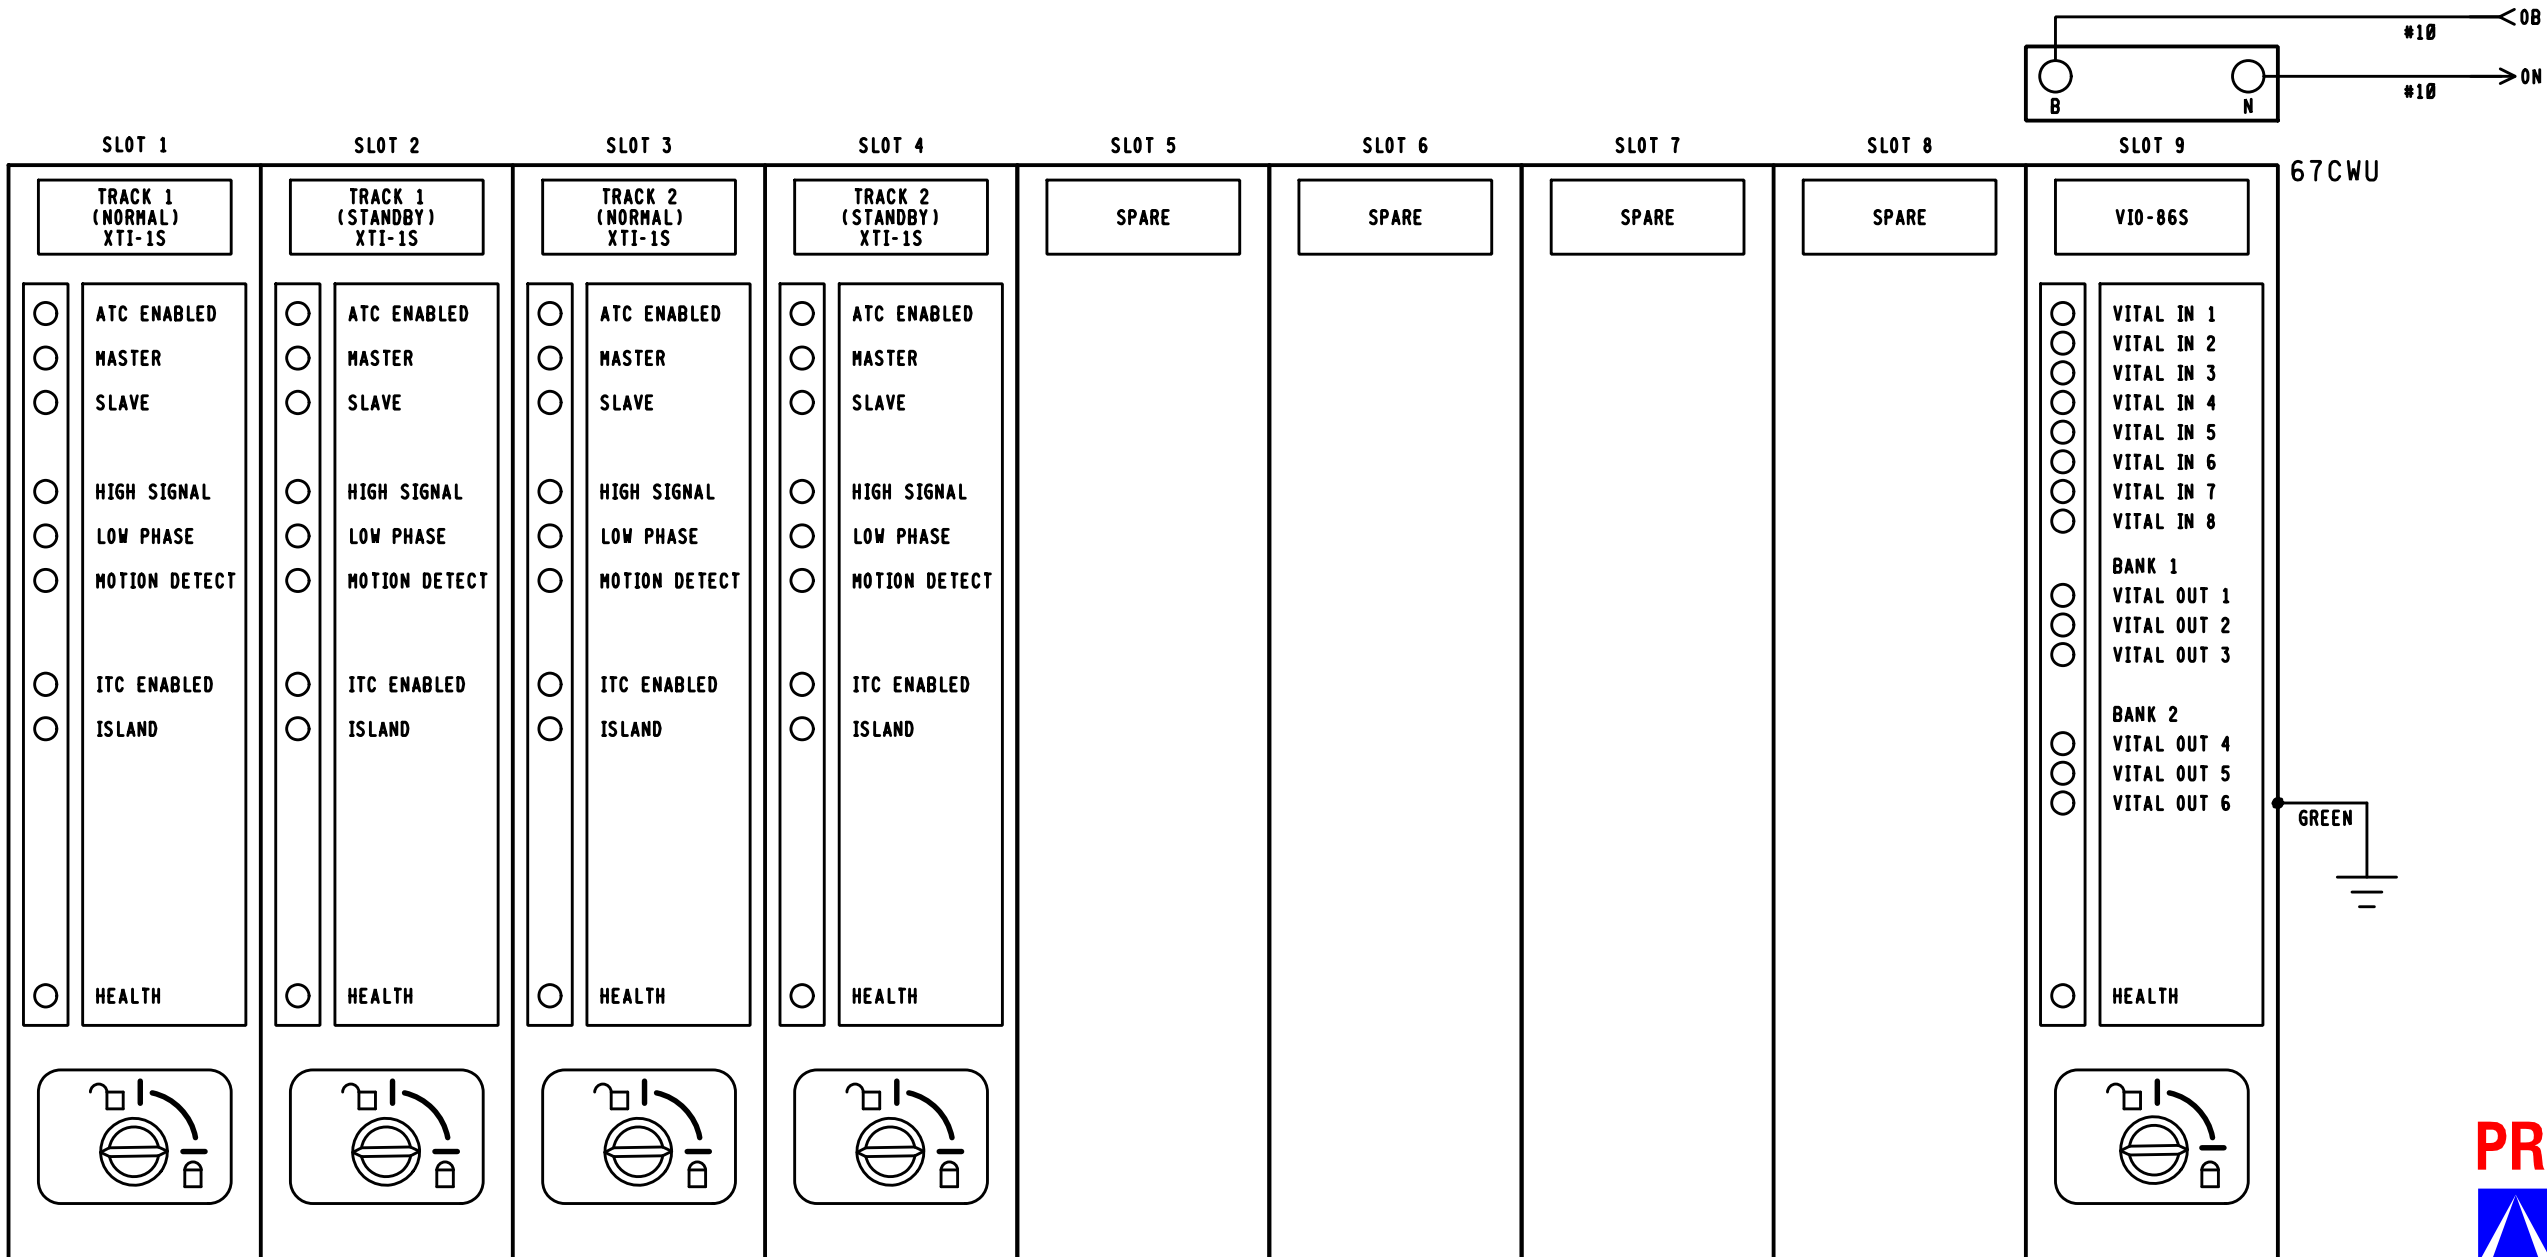 OB
#10
ON
#10
B N
SLOT 1 SLOT 2 SLOT 3 SLOT 4 SLOT 5 SLOT 6 SLOT 7 SLOT 8 SLOT 9
67CWU
TRACK 1
(NORMAL)
XTI-1S
ATC ENABLED
MASTER
SLAVE
HIGH SIGNAL
LOW PHASE
MOTION DETECT
ITC ENABLED
ISLAND
HEALTH
TRACK 1
(STANDBY)
XTI-1S
ATC ENABLED
MASTER
SLAVE
HIGH SIGNAL
LOW PHASE
MOTION DETECT
ITC ENABLED
ISLAND
HEALTH
TRACK 2
(NORMAL)
XTI-1S
ATC ENABLED
MASTER
SLAVE
HIGH SIGNAL
LOW PHASE
MOTION DETECT
ITC ENABLED
ISLAND
HEALTH
TRACK 2
(STANDBY)
XTI-1S
ATC ENABLED
MASTER
SLAVE
HIGH SIGNAL
LOW PHASE
MOTION DETECT
ITC ENABLED
ISLAND
HEALTH
SPARE
SPARE
SPARE
SPARE
VIO-86S
VITAL IN 1
VITAL IN 2
VITAL IN 3
VITAL IN 4
VITAL IN 5
VITAL IN 6
VITAL IN 7
VITAL IN 8
BANK 1
VITAL OUT 1
VITAL OUT 2
VITAL OUT 3
BANK 2
VITAL OUT 4
VITAL OUT 5
VITAL OUT 6
HEALTH
GREEN
PR